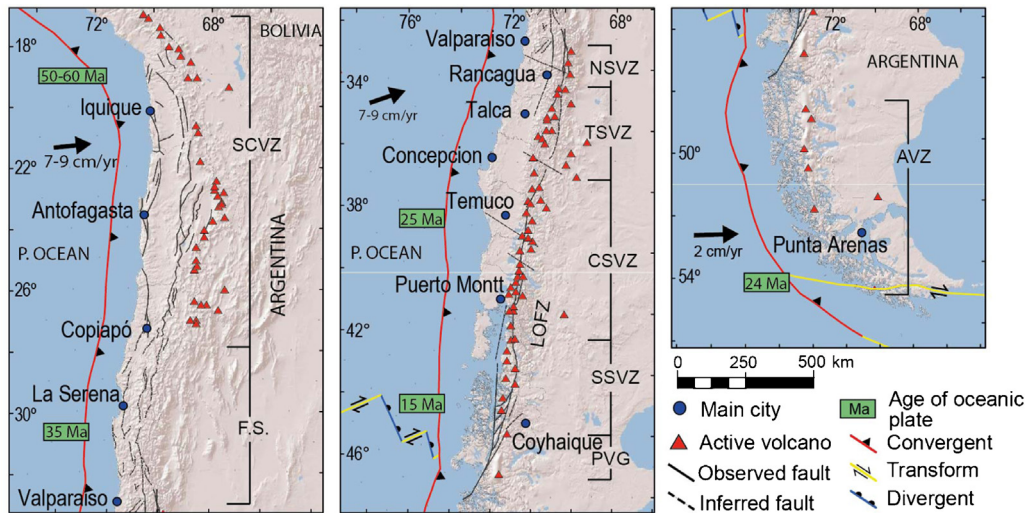 72°
68°
BOLIVIA
18°
50-60 Ma
Iquique
7-9 cm/yr
SCVZ
22°
Antofagasta
P. OCEAN
ARGENTINA
26°
Copiapó
La Serena
30°
35 Ma
F.S.
Valparaíso
76°
72°
68°
Valparaiso
NSVZ
34°
Rancagua
7-9 cm/yr
Talca
TSVZ
Concepcion
38°
25 Ma
Temuco
P. OCEAN
CSVZ
Puerto Montt
42°
LOFZ
SSVZ
15 Ma
Coyhaique
46°
PVG
72°
68°
ARGENTINA
50°
AVZ
2 cm/yr
Punta Arenas
54°
24 Ma
0
250
500
km
Main city
Active volcano
Observed fault
Inferred fault
Ma
Age of oceanic
plate
Convergent
Transform
Divergent